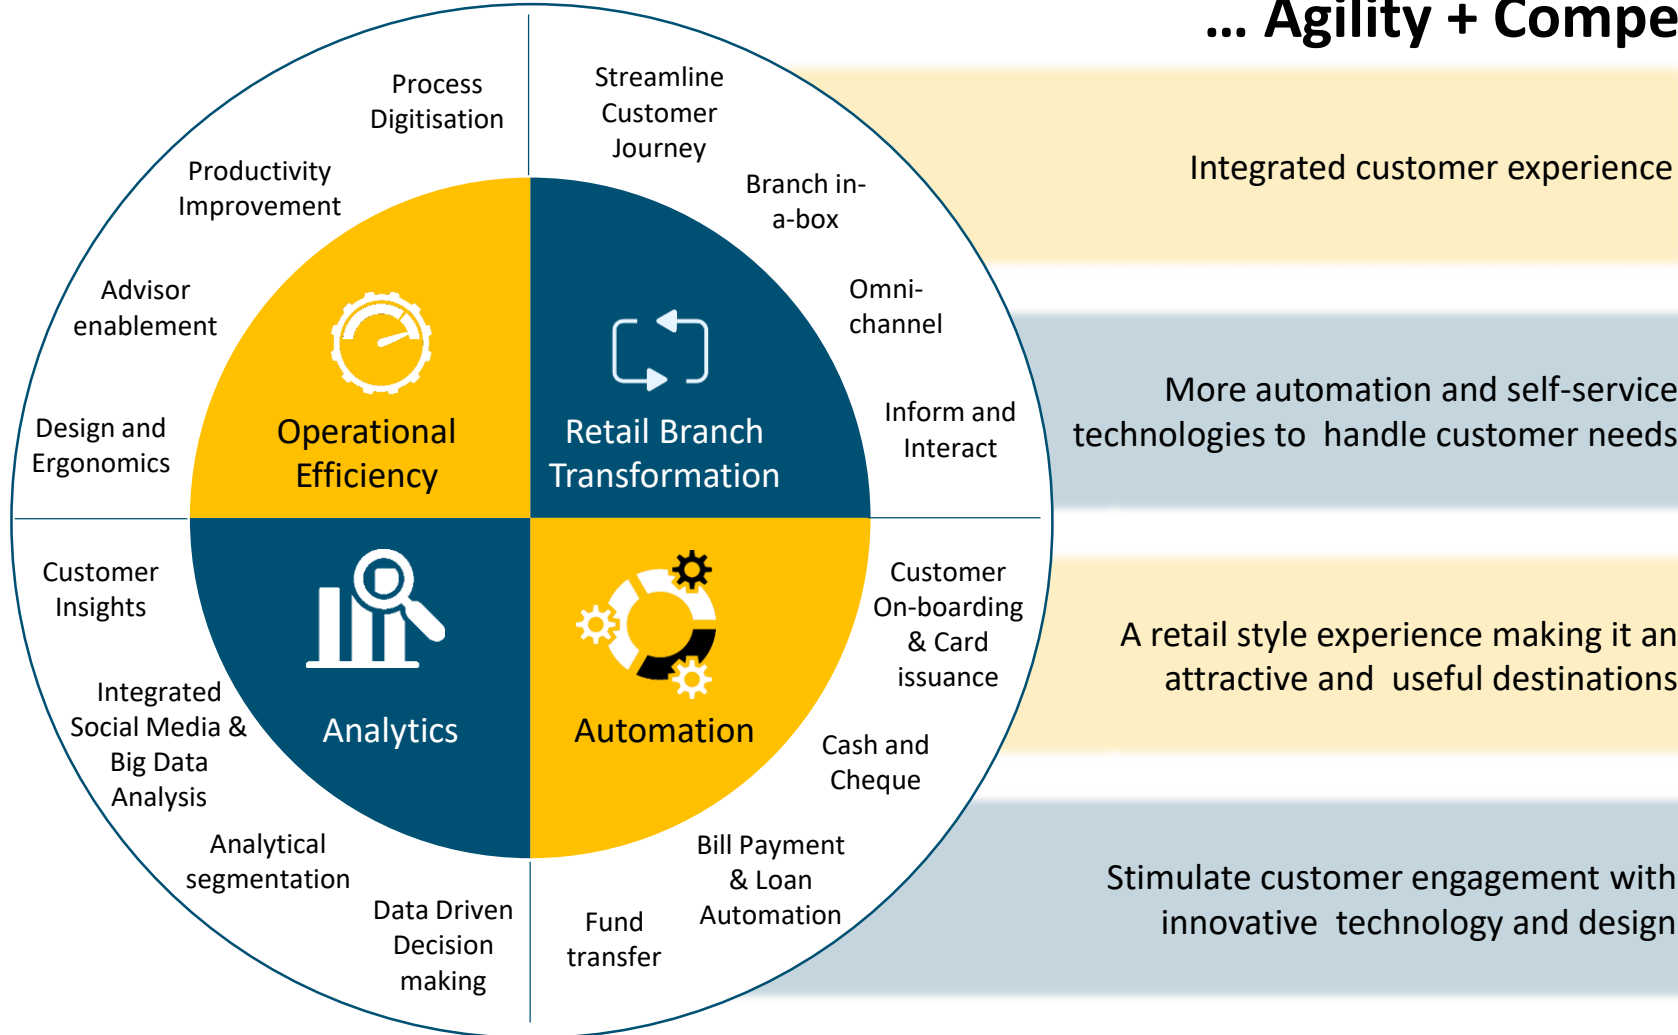 ... Agility + Compe
Process
Digitisation
Productivity
Improvement
Advisor
enablement
Design and
Ergonomics
Streamline
Customer
Journey
Branch in-
a-box
Omni-
channel
Inform and
Interact
Operational
Efficiency
Retail Branch
Transformation
Analytics
Automation
Customer
Insights
Integrated
Social Media &
Big Data
Analysis
Analytical
segmentation
Data Driven
Decision
making
Customer
On-boarding
& Card
issuance
Cash and
Cheque
Bill Payment
& Loan
Automation
Fund
transfer
Integrated customer experience
More automation and self-service
technologies to  handle customer needs
A retail style experience making it an
attractive and  useful destinations
Stimulate customer engagement with
innovative  technology and design